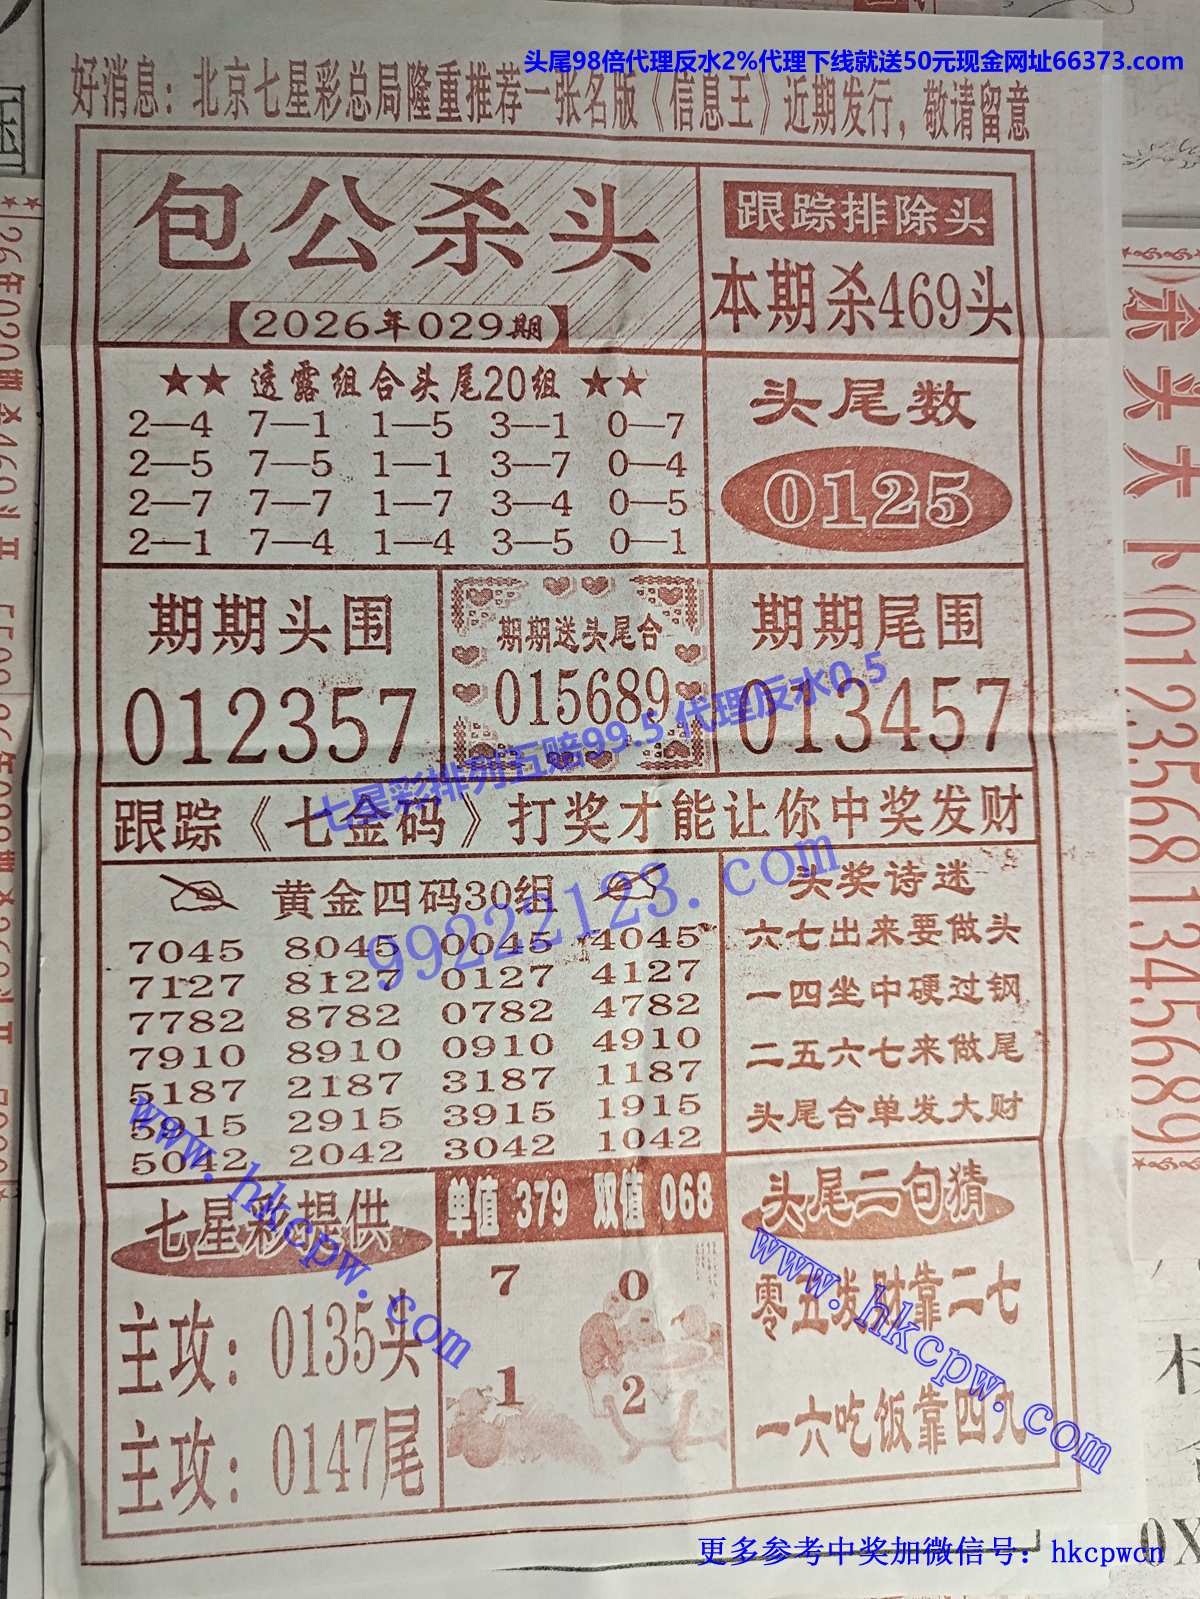 头尾98倍代理反水2%代理下线就送50元现金网址66373.com
好消息：北京七星彩总局隆重推荐一张名版《信息王》近期发行，敬请留意
包公杀头
2026年029期
跟踪排除头
本期杀469头
★★ 透露组合头尾20组 ★★
2—4 7—1 1—5 3—1 0—7
2—5 7—5 1—1 3—7 0—4
2—7 7—7 1—7 3—4 0—5
2—1 7—4 1—4 3—5 0—1
头尾数
0125
期期头围
012357
期期送头尾合
015689
期期尾围
013457
七星彩排列五赔99.5 代理反水0.5
跟踪《七金码》打奖才能让你中奖发财
99222123.com
黄金四码30组
7045 8045 0045 4045
7127 8127 0127 4127
7782 8782 0782 4782
7910 8910 0910 4910
5187 2187 3187 1187
5915 2915 3915 1915
5042 2042 3042 1042
头奖诗迷
六七出来要做头
一四坐中硬过钢
二五六七来做尾
头尾合单发大财
www.hkcpw.com
七星彩提供
主攻：0135头
主攻：0147尾
单值 379 双值 068
7 0
1 2
头尾二句猜
零五发财靠二七
一六吃饭靠四九
www.hkcpw.com
更多参考中奖加微信号：hkcpwcn